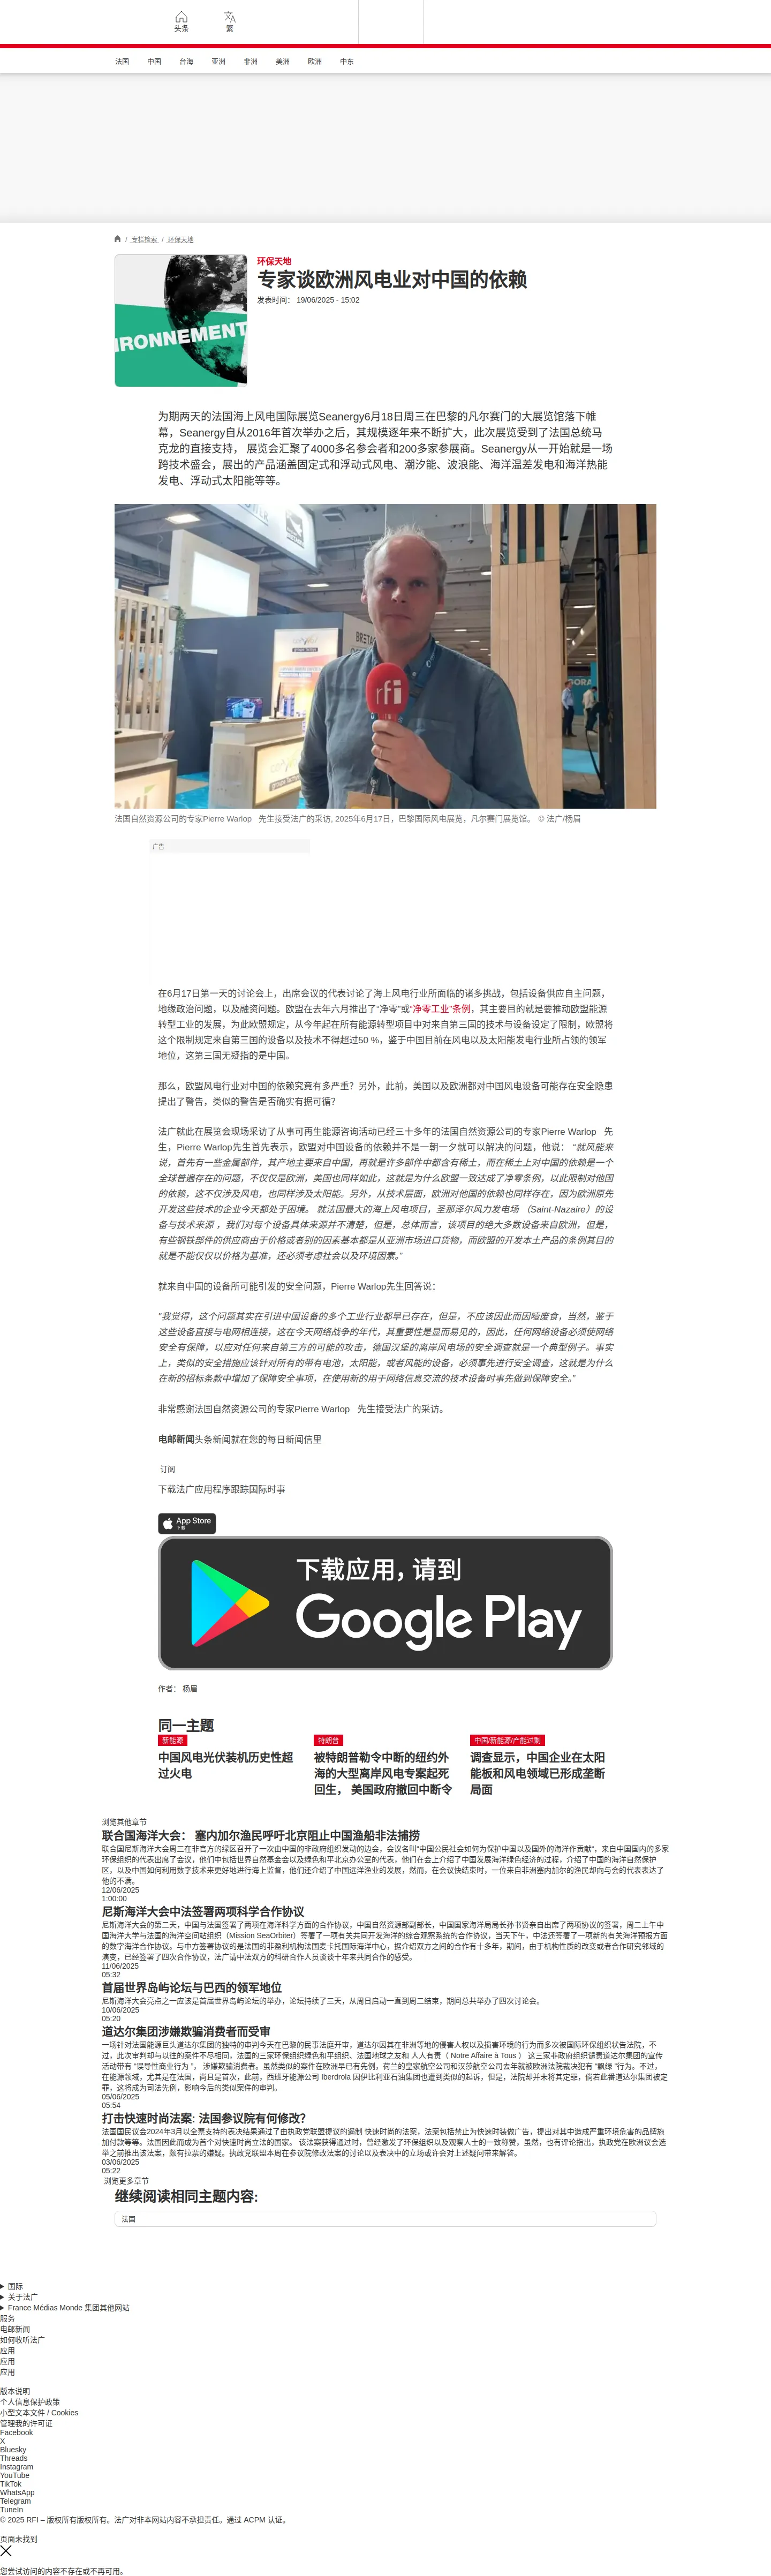 头条
繁
法国 中国 台海 亚洲 非洲 美洲 欧洲 中东
/ 专栏检索 / 环保天地
IRONNEMENT
环保天地
专家谈欧洲风电业对中国的依赖
发表时间： 19/06/2025 - 15:02
为期两天的法国海上风电国际展览Seanergy6月18日周三在巴黎的凡尔赛门的大展览馆落下帷
幕，Seanergy自从2016年首次举办之后，其规模逐年来不断扩大，此次展览受到了法国总统马
克龙的直接支持， 展览会汇聚了4000多名参会者和200多家参展商。Seanergy从一开始就是一场
跨技术盛会，展出的产品涵盖固定式和浮动式风电、潮汐能、波浪能、海洋温差发电和海洋热能
发电、浮动式太阳能等等。
rfi
法国自然资源公司的专家Pierre Warlop 先生接受法广的采访, 2025年6月17日，巴黎国际风电展览，凡尔赛门展览馆。 © 法广/杨眉
广告
在6月17日第一天的讨论会上，出席会议的代表讨论了海上风电行业所面临的诸多挑战，包括设备供应自主问题，
地缘政治问题，以及融资问题。欧盟在去年六月推出了“净零”或“净零工业”条例，其主要目的就是要推动欧盟能源
转型工业的发展，为此欧盟规定，从今年起在所有能源转型项目中对来自第三国的技术与设备设定了限制，欧盟将
这个限制规定来自第三国的设备以及技术不得超过50 %，鉴于中国目前在风电以及太阳能发电行业所占领的领军
地位，这第三国无疑指的是中国。
那么，欧盟风电行业对中国的依赖究竟有多严重？另外，此前，美国以及欧洲都对中国风电设备可能存在安全隐患
提出了警告，类似的警告是否确实有据可循？
法广就此在展览会现场采访了从事可再生能源咨询活动已经三十多年的法国自然资源公司的专家Pierre Warlop 先
生，Pierre Warlop先生首先表示，欧盟对中国设备的依赖并不是一朝一夕就可以解决的问题，他说： “就风能来
说，首先有一些金属部件，其产地主要来自中国，再就是许多部件中都含有稀土，而在稀土上对中国的依赖是一个
全球普遍存在的问题，不仅仅是欧洲，美国也同样如此，这就是为什么欧盟一致达成了净零条例，以此限制对他国
的依赖，这不仅涉及风电，也同样涉及太阳能。另外，从技术层面，欧洲对他国的依赖也同样存在，因为欧洲原先
开发这些技术的企业今天都处于困境。 就法国最大的海上风电项目，圣那泽尔风力发电场 （Saint-Nazaire）的设
备与技术来源 ，我们对每个设备具体来源并不清楚，但是，总体而言，该项目的绝大多数设备来自欧洲，但是，
有些钢铁部件的供应商由于价格或者别的因素基本都是从亚洲市场进口货物，而欧盟的开发本土产品的条例其目的
就是不能仅仅以价格为基准，还必须考虑社会以及环境因素。”
就来自中国的设备所可能引发的安全问题，Pierre Warlop先生回答说：
“我觉得，这个问题其实在引进中国设备的多个工业行业都早已存在，但是，不应该因此而因噎废食，当然，鉴于
这些设备直接与电网相连接，这在今天网络战争的年代，其重要性是显而易见的，因此，任何网络设备必须使网络
安全有保障，以应对任何来自第三方的可能的攻击，德国汉堡的离岸风电场的安全调查就是一个典型例子。事实
上，类似的安全措施应该针对所有的带有电池，太阳能，或者风能的设备，必须事先进行安全调查，这就是为什么
在新的招标条款中增加了保障安全事项，在使用新的用于网络信息交流的技术设备时事先做到保障安全。”
非常感谢法国自然资源公司的专家Pierre Warlop 先生接受法广的采访。
电邮新闻头条新闻就在您的每日新闻信里
订阅
下载法广应用程序跟踪国际时事
App Store
下载
下载应用，请到
Google Play
作者： 杨眉
同一主题
新能源
中国风电光伏装机历史性超
过火电
特朗普
被特朗普勒令中断的纽约外
海的大型离岸风电专案起死
回生， 美国政府撤回中断令
中国/新能源/产能过剩
调查显示，中国企业在太阳
能板和风电领域已形成垄断
局面
浏览其他章节
联合国海洋大会： 塞内加尔渔民呼吁北京阻止中国渔船非法捕捞
联合国尼斯海洋大会周三在非官方的绿区召开了一次由中国的非政府组织发动的边会，会议名叫“中国公民社会如何为保护中国以及国外的海洋作贡献”，来自中国国内的多家
环保组织的代表出席了会议，他们中包括世界自然基金会以及绿色和平北京办公室的代表，他们在会上介绍了中国发展海洋绿色经济的过程，介绍了中国的海洋自然保护
区，以及中国如何利用数字技术来更好地进行海上监督，他们还介绍了中国远洋渔业的发展，然而，在会议快结束时，一位来自非洲塞内加尔的渔民却向与会的代表表达了
他的不满。
12/06/2025
1:00:00
尼斯海洋大会中法签署两项科学合作协议
尼斯海洋大会的第二天，中国与法国签署了两项在海洋科学方面的合作协议，中国自然资源部副部长，中国国家海洋局局长孙书贤亲自出席了两项协议的签署，周二上午中
国海洋大学与法国的海洋空间站组织（Mission SeaOrbiter）签署了一项有关共同开发海洋的综合观察系统的合作协议，当天下午，中法还签署了一项新的有关海洋预报方面
的数字海洋合作协议。与中方签署协议的是法国的非盈利机构法国麦卡托国际海洋中心，据介绍双方之间的合作有十多年，期间，由于机构性质的改变或者合作研究领域的
演变，已经签署了四次合作协议，法广请中法双方的科研合作人员谈谈十年来共同合作的感受。
11/06/2025
05:32
首届世界岛屿论坛与巴西的领军地位
尼斯海洋大会亮点之一应该是首届世界岛屿论坛的举办，论坛持续了三天，从周日启动一直到周二结束，期间总共举办了四次讨论会。
10/06/2025
05:20
道达尔集团涉嫌欺骗消费者而受审
一场针对法国能源巨头道达尔集团的独特的审判今天在巴黎的民事法庭开审，道达尔因其在非洲等地的侵害人权以及损害环境的行为而多次被国际环保组织状告法院，不
过，此次审判却与以往的案件不尽相同，法国的三家环保组织绿色和平组织、法国地球之友和 人人有责（ Notre Affaire à Tous ） 这三家非政府组织谴责道达尔集团的宣传
活动带有 “误导性商业行为 ”， 涉嫌欺骗消费者。虽然类似的案件在欧洲早已有先例，荷兰的皇家航空公司和汉莎航空公司去年就被欧洲法院裁决犯有 “飘绿 ”行为。不过，
在能源领域，尤其是在法国，尚且是首次，此前，西班牙能源公司 Iberdrola 因伊比利亚石油集团也遭到类似的起诉，但是，法院却并未将其定罪，倘若此番道达尔集团被定
罪，这将成为司法先例，影响今后的类似案件的审判。
05/06/2025
05:54
打击快速时尚法案: 法国参议院有何修改?
法国国民议会2024年3月以全票支持的表决结果通过了由执政党联盟提议的遏制 快速时尚的法案，法案包括禁止为快速时装做广告，提出对其中造成严重环境危害的品牌施
加付款等等。法国因此而成为首个对快速时尚立法的国家。 该法案获得通过时，曾经激发了环保组织以及观察人士的一致称赞，虽然，也有评论指出，执政党在欧洲议会选
举之前推出该法案，颇有拉票的嫌疑。执政党联盟本周在参议院修改法案的讨论以及表决中的立场或许会对上述疑问带来解答。
03/06/2025
05:22
浏览更多章节
继续阅读相同主题内容:
法国
国际
关于法广
France Médias Monde 集团其他网站
服务
电邮新闻
如何收听法广
应用
应用
应用
版本说明
个人信息保护政策
小型文本文件 / Cookies
管理我的许可证
Facebook
X
Bluesky
Threads
Instagram
YouTube
TikTok
WhatsApp
Telegram
TuneIn
© 2025 RFI – 版权所有版权所有。法广对非本网站内容不承担责任。通过 ACPM 认证。
页面未找到
您尝试访问的内容不存在或不再可用。